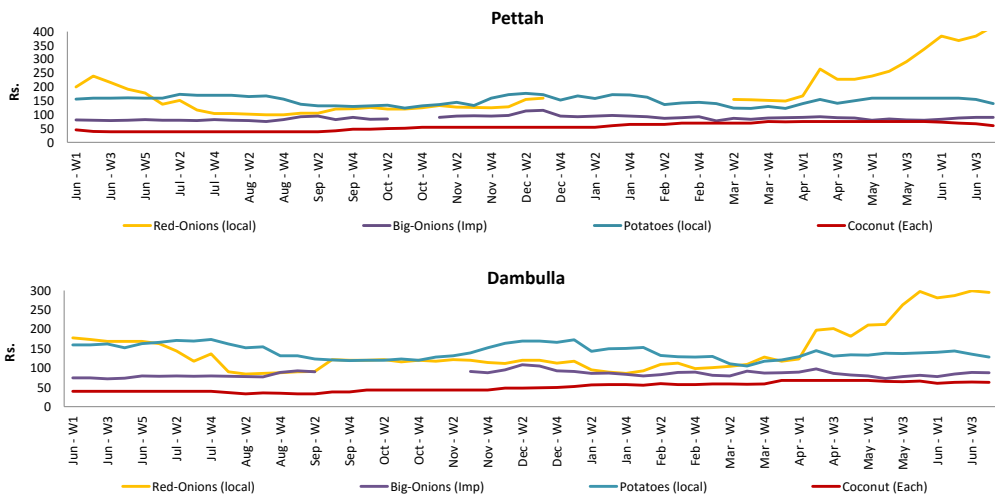 Pettah
400
350
300
250
200
150
100
50
0
Rs.
Jun - W1
Jun - W3
Jun - W5
Jul - W2
Jul - W4
Aug - W2
Aug - W4
Sep - W2
Sep - W4
Oct - W2
Oct - W4
Nov - W2
Nov - W4
Dec - W2
Dec - W4
Jan - W2
Jan - W4
Feb - W2
Feb - W4
Mar - W2
Mar - W4
Apr - W1
Apr - W3
May - W1
May - W3
Jun - W1
Jun - W3
Red-Onions (local)
Big-Onions (Imp)
Potatoes (local)
Coconut (Each)
Dambulla
300
250
200
150
100
50
0
Rs.
Jun - W1
Jun - W3
Jun - W5
Jul - W2
Jul - W4
Aug - W2
Aug - W4
Sep - W2
Sep - W4
Oct - W2
Oct - W4
Nov - W2
Nov - W4
Dec - W2
Dec - W4
Jan - W2
Jan - W4
Feb - W2
Feb - W4
Mar - W2
Mar - W4
Apr - W1
Apr - W3
May - W1
May - W3
Jun - W1
Jun - W3
Red-Onions (local)
Big-Onions (Imp)
Potatoes (local)
Coconut (Each)